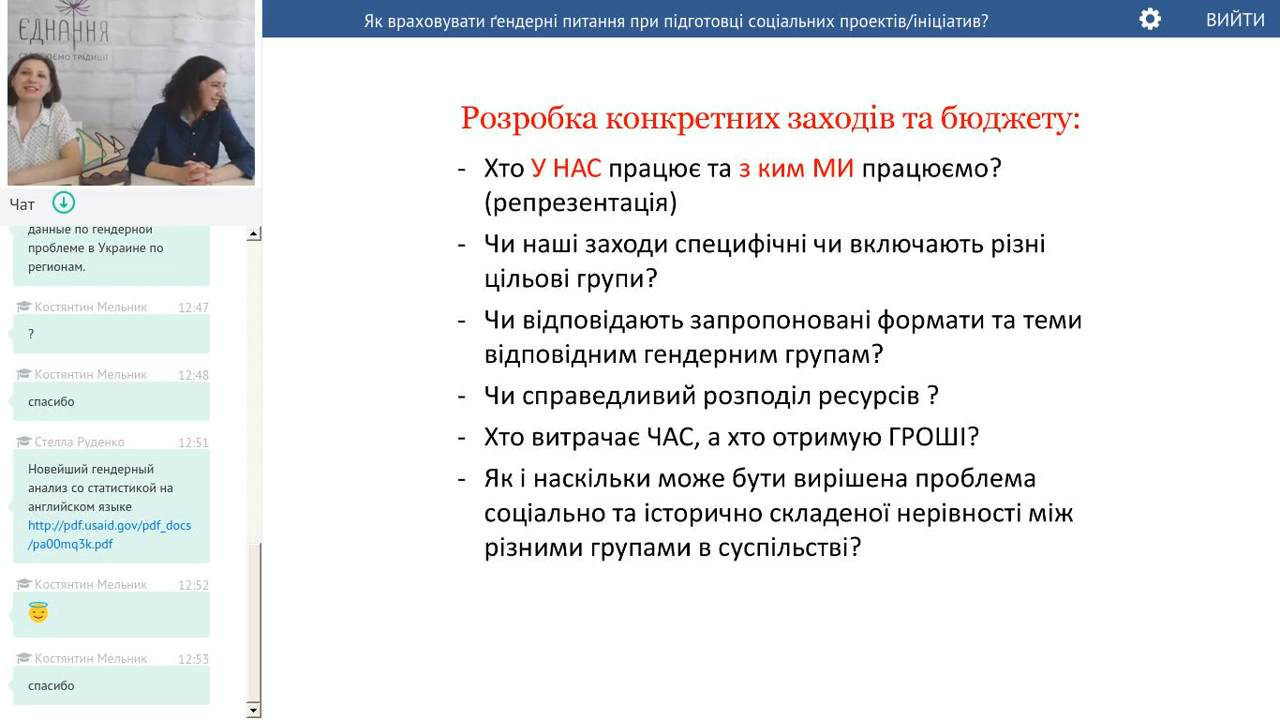 Як враховувати ґендерні питання при підготовці соціальних проектів/ініціатив?
ВИЙТИ
ЄДНАННЯ
Чат
данные по гендерной
проблеме в Украине по
регионам.
Костянтин Мельник 12:47
?
Костянтин Мельник 12:48
спасибо
Стелла Руденко 12:51
Новейший гендерный
анализ со статистикой на
английском языке
http://pdf.usaid.gov/pdf_docs
/pa00mq3k.pdf
Костянтин Мельник 12:52
Костянтин Мельник 12:53
спасибо
Розробка конкретних заходів та бюджету:
- Хто У НАС працює та з ким МИ працюємо?
(репрезентація)
- Чи наші заходи специфічні чи включають різні
цільові групи?
- Чи відповідають запропоновані формати та теми
відповідним гендерним групам?
- Чи справедливий розподіл ресурсів ?
- Хто витрачає ЧАС, а хто отримую ГРОШІ?
- Як і наскільки може бути вирішена проблема
соціально та історично складеної нерівності між
різними групами в суспільстві?